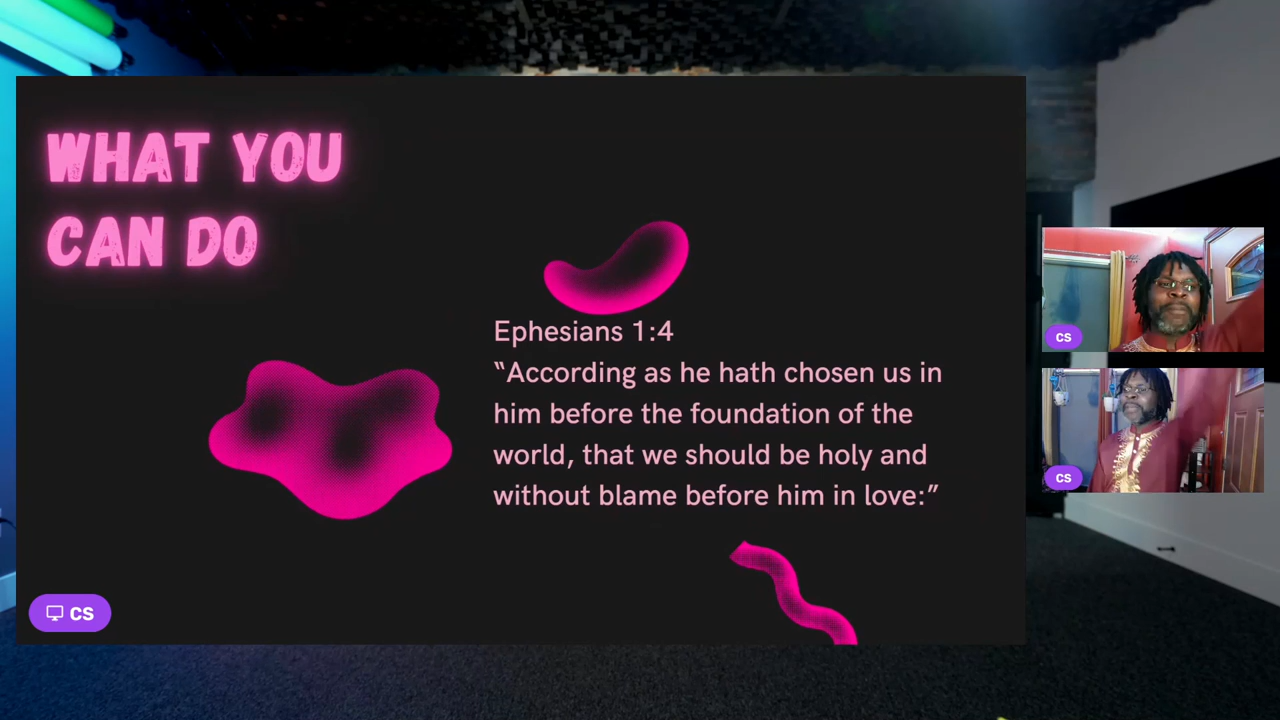 WHAT YOU
CAN DO
Ephesians 1:4
“According as he hath chosen us in
him before the foundation of the
world, that we should be holy and
without blame before him in love:”
CS
CS
CS